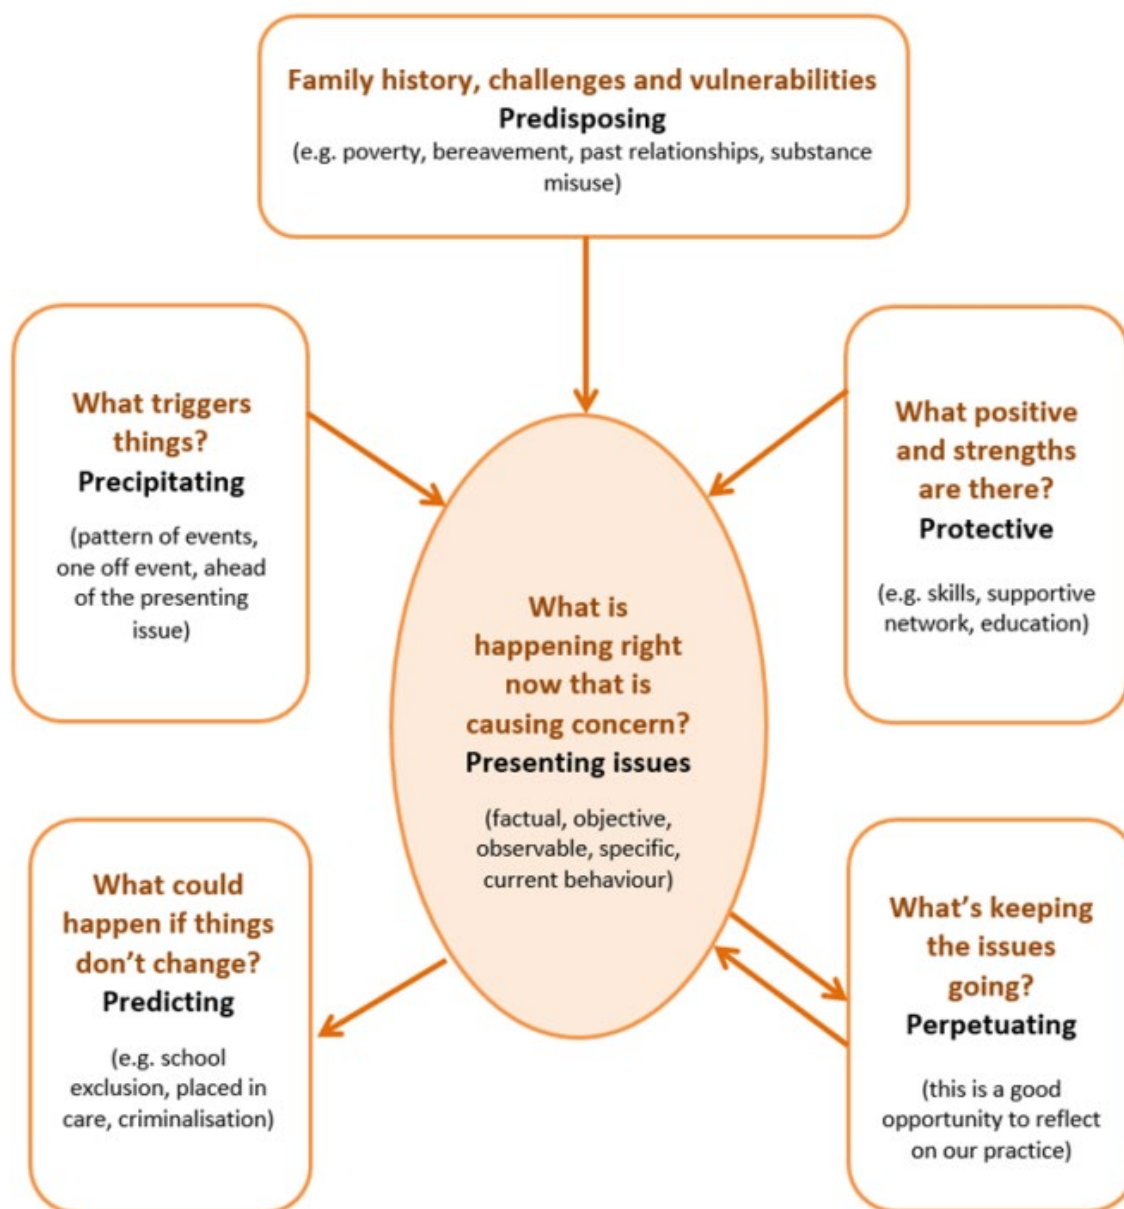 Family history, challenges and vulnerabilities
Predisposing
(e.g. poverty, bereavement, past relationships, substance
misuse)
What triggers
things?
Precipitating
(pattern of events,
one off event, ahead
of the presenting
issue)
What positive
and strengths
are there?
Protective
(e.g. skills, supportive
network, education)
What is
happening right
now that is
causing concern?
Presenting issues
(factual, objective,
observable, specific,
current behaviour)
What could
happen if things
don’t change?
Predicting
(e.g. school
exclusion, placed in
care, criminalisation)
What’s keeping
the issues
going?
Perpetuating
(this is a good
opportunity to reflect
on our practice)